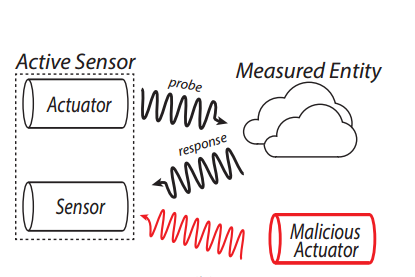 Active Sensor
Measured Entity
probe
Actuator
response
Sensor
Malicious
Actuator